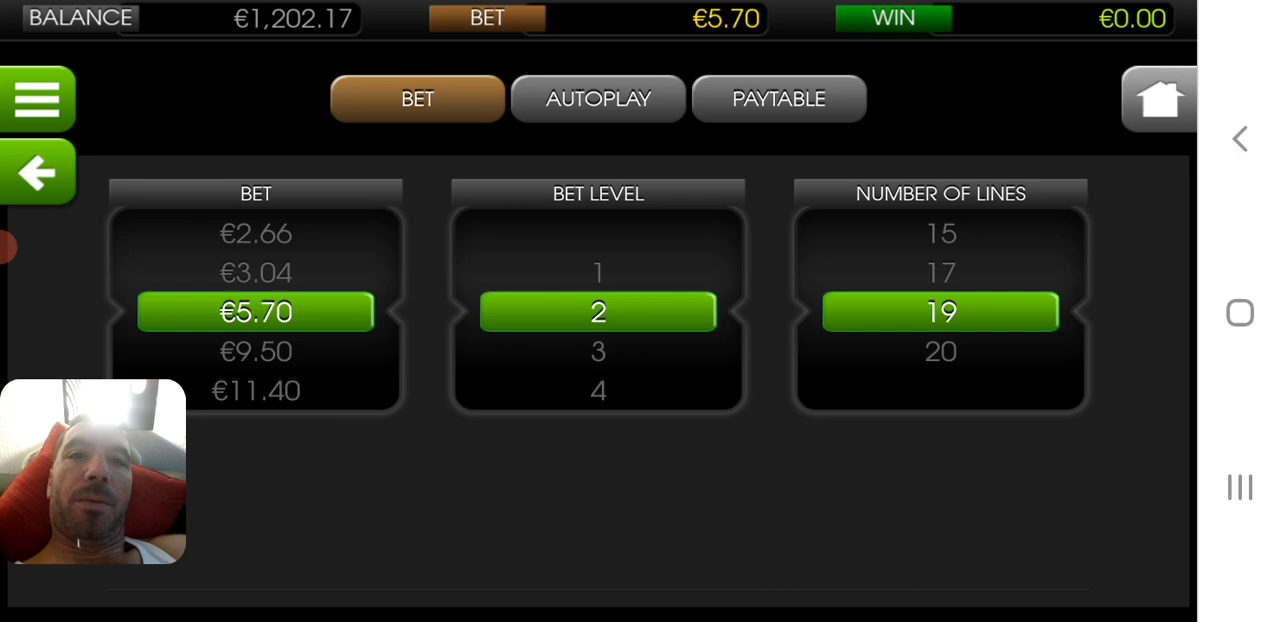 BALANCE €1,202.17 BET €5.70 WIN €0.00
BET AUTOPLAY PAYTABLE
BET BET LEVEL NUMBER OF LINES
€2.66 15
€3.04 1 17
€5.70 2 19
€9.50 3 20
€11.40 4